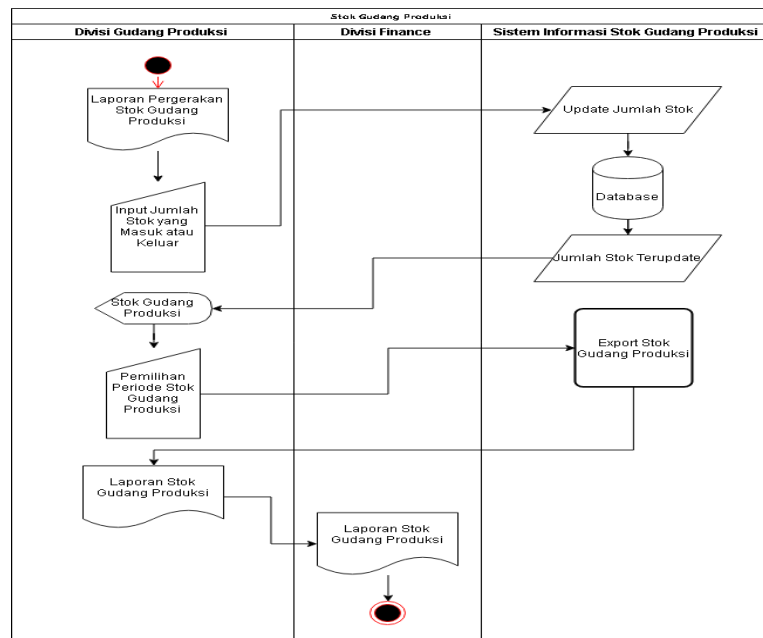 Stok Gudang Produksi
Divisi Gudang Produksi
Divisi Finance
Sistem Informasi Stok Gudang Produksi
Laporan Pergerakan
Stok Gudang
Produksi
Update Jumlah Stok
Input Jumlah
Stok yang
Masuk atau
Keluar
Database
Jumlah Stok Terupdate
Stok Gudang
Produksi
Export Stok
Gudang Produksi
Pemilihan
Periode Stok
Gudang
Produksi
Laporan Stok
Gudang Produksi
Laporan Stok
Gudang Produksi